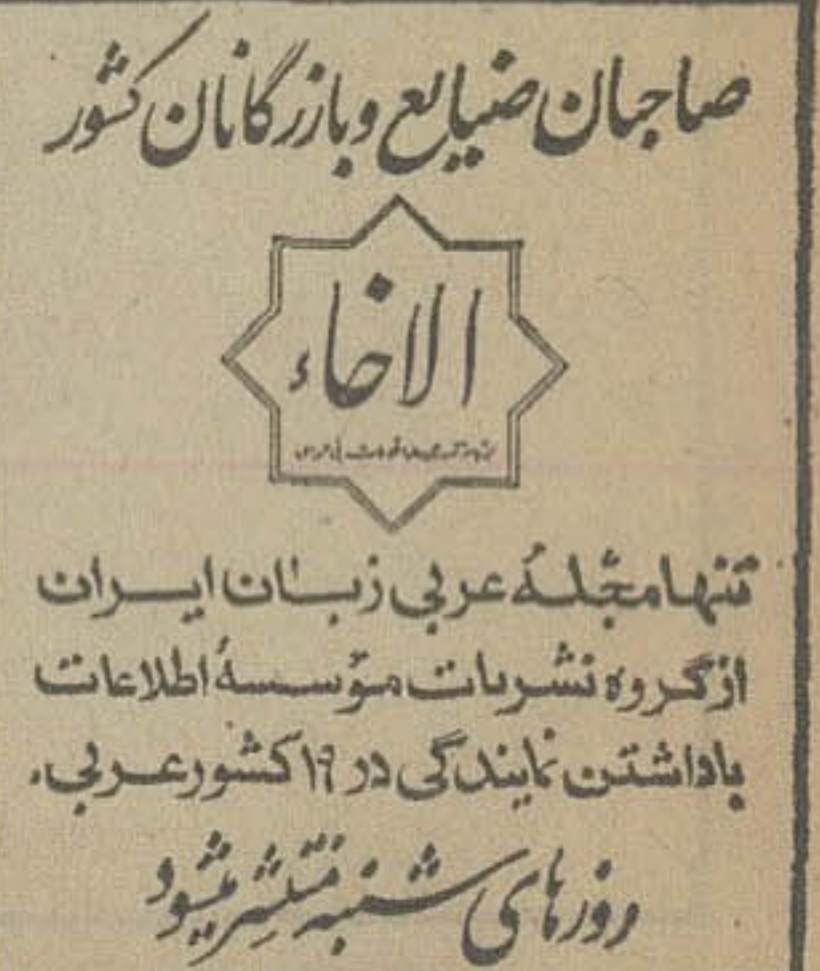 صاحبان صنایع و بازرگانان کشور
الاخاء
تنها مجلهٔ عربی زبان ایران
از گروه نشریات مؤسسهٔ اطلاعات
با داشتن نمایندگی در ۱۹ کشور عربی،
روزهای شنبه منتشر میشود